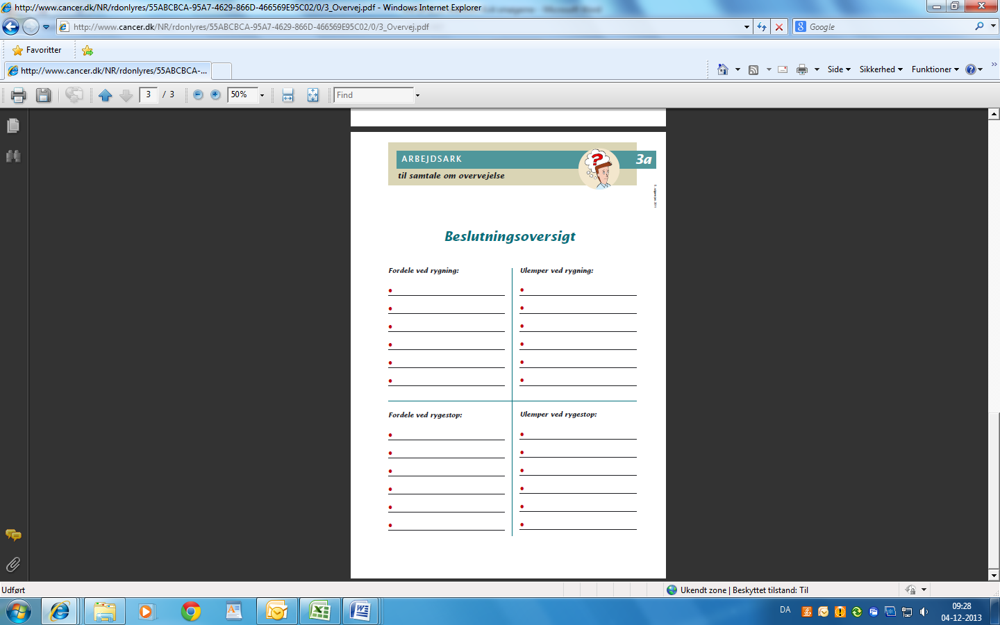 http://www.cancer.dk/NR/rdonlyres/55ABCBCA-95A7-4629-866D-466569E95C02/0/3_Overvej.pdf - Windows Internet Explorer
http://www.cancer.dk/NR/rdonlyres/55ABCBCA-95A7-4629-866D-466569E95C02/0/3_Overvej.pdf
Google
Favoritter
http://www.cancer.dk/NR/rdonlyres/55ABCBCA-...
Side
Sikkerhed
Funktioner
3 / 3
50%
Find
ARBEJDSARK
3a
til samtale om overvejelse
Beslutningsoversigt
Fordele ved rygning:
Ulemper ved rygning:
Fordele ved rygestop:
Ulemper ved rygestop:
Udført
Ukendt zone | Beskyttet tilstand: Til
DA
09:28
04-12-2013